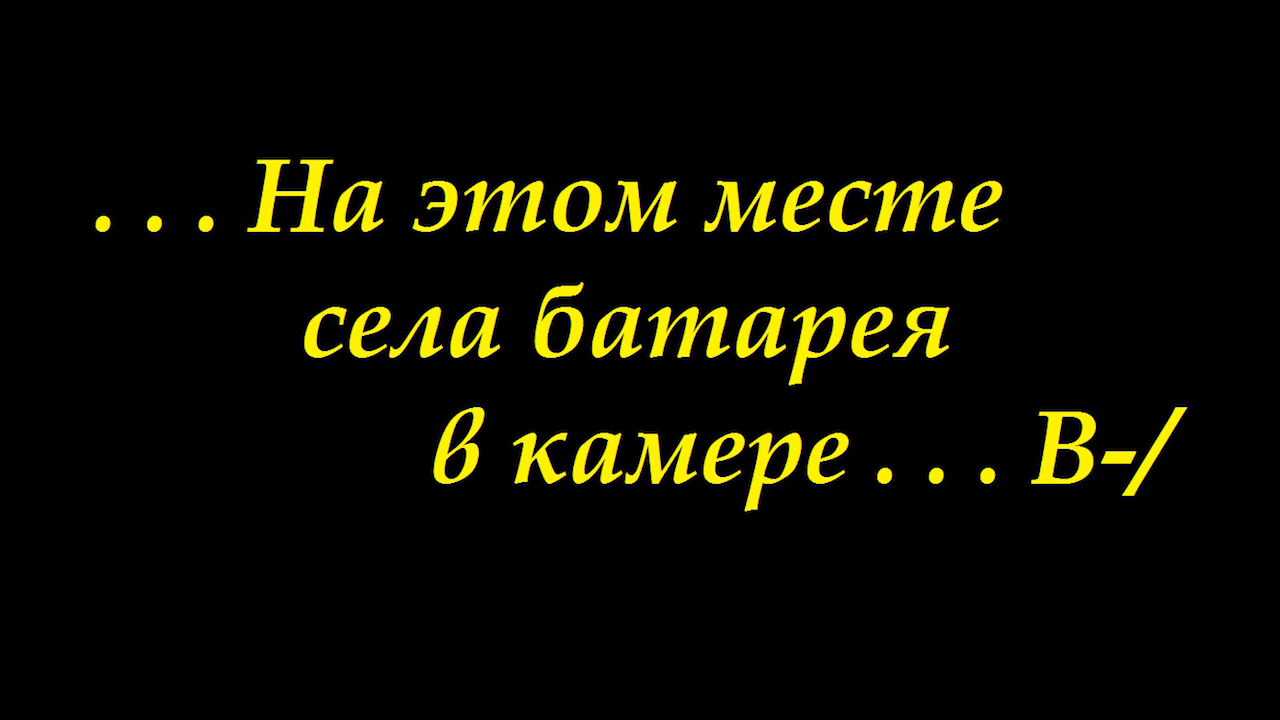 . . . На этом месте
села батарея
в камере . . . B-/